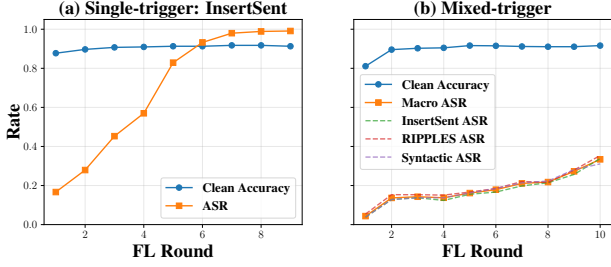 (a) Single-trigger: InsertSent
(b) Mixed-trigger
1.0
0.8
0.6
0.4
0.2
0.0
Rate
Clean Accuracy
ASR
2
4
6
8
FL Round
Clean Accuracy
Macro ASR
InsertSent ASR
RIPPLES ASR
Syntactic ASR
2
4
6
8
10
FL Round